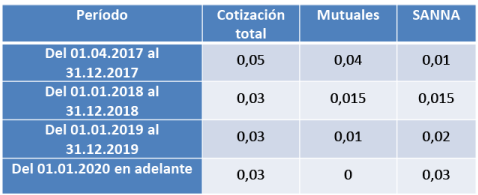 Período Cotización total Mutuales SANNA
Del 01.04.2017 al 31.12.2017 0,05 0,04 0,01
Del 01.01.2018 al 31.12.2018 0,03 0,015 0,015
Del 01.01.2019 al 31.12.2019 0,03 0,01 0,02
Del 01.01.2020 en adelante 0,03 0 0,03